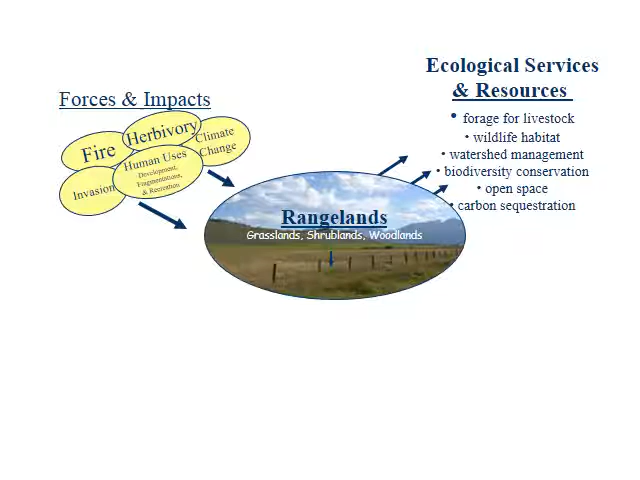 Ecological Services
& Resources
• forage for livestock
• wildlife habitat
• watershed management
• biodiversity conservation
• open space
• carbon sequestration
Forces & Impacts
Fire
Herbivory
Climate
Change
Human Uses
Development,
Fragmentation,
& Recreation
Invasion
Rangelands
Grasslands, Shrublands, Woodlands